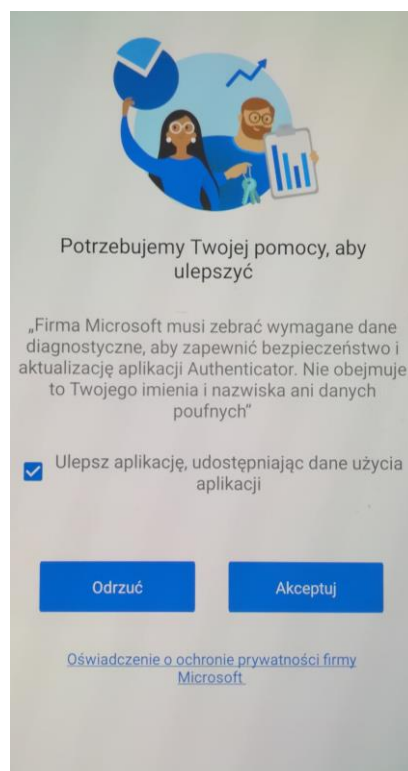 Potrzebujemy Twojej pomocy, aby
ulepszyć
„Firma Microsoft musi zebrać wymagane dane
diagnostyczne, aby zapewnić bezpieczeństwo i
aktualizację aplikacji Authenticator. Nie obejmuje
to Twojego imienia i nazwiska ani danych
poufnych”
Ulepsz aplikację, udostępniając dane użycia
aplikacji
Odrzuć
Akceptuj
Oświadczenie o ochronie prywatności firmy
Microsoft